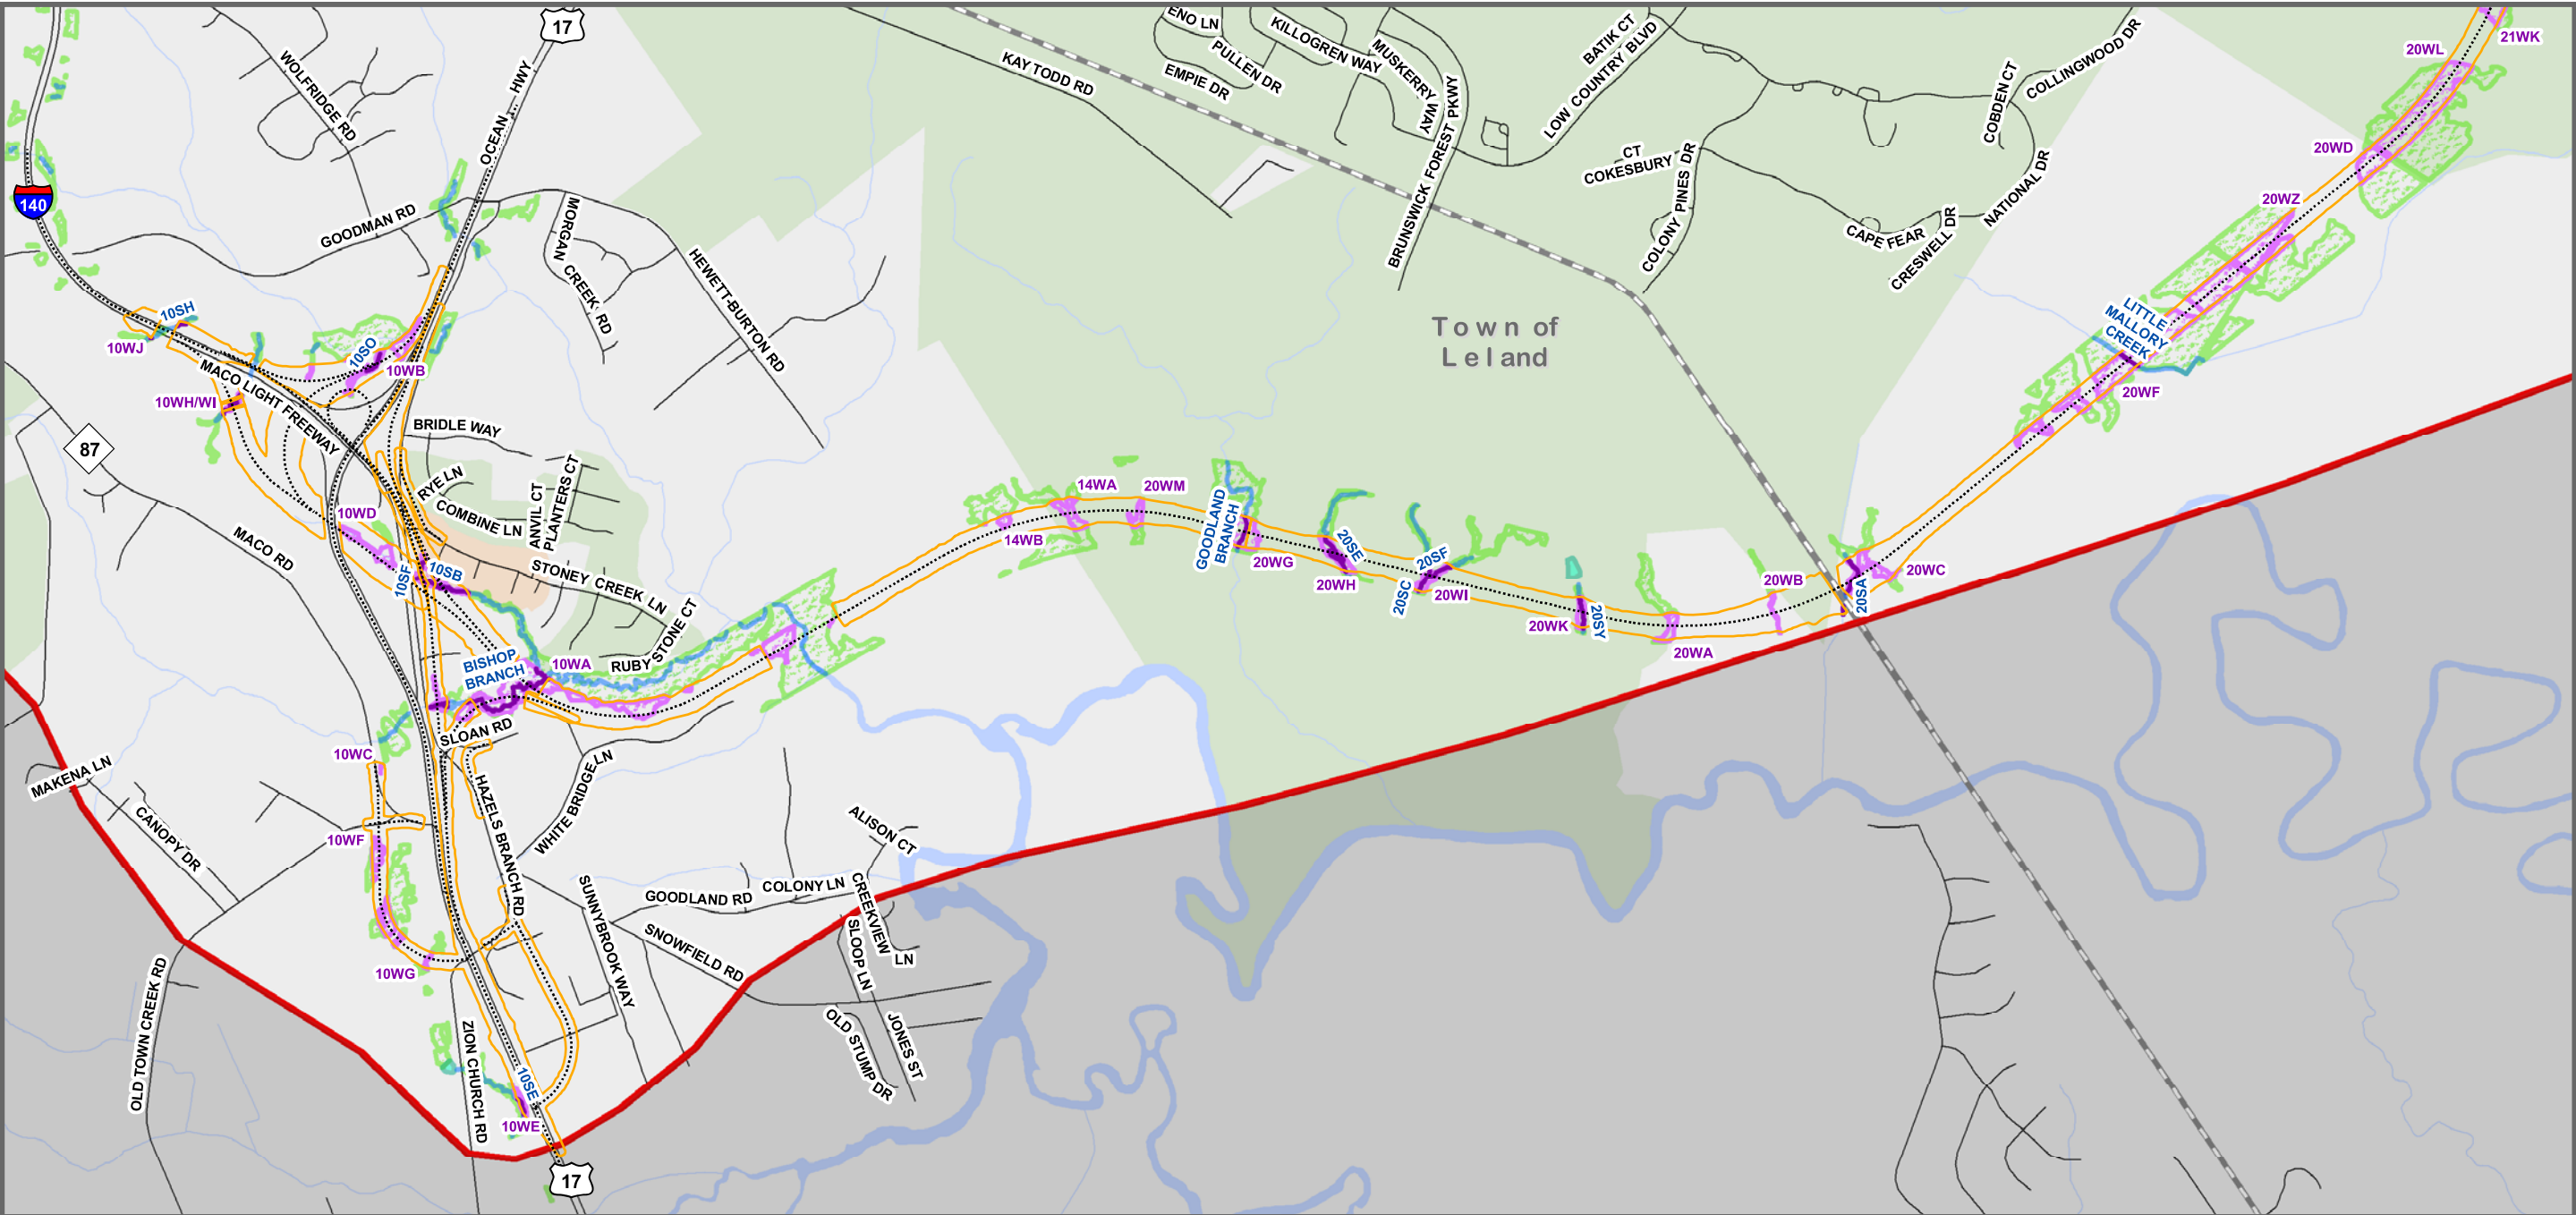 17
ENO LN
PULLEN DR
EMPIE DR
KILLOGREN WAY
MUSKERRY
WAY
BATIK CT
LOW COUNTRY BLVD
KAY TODD RD
BRUNSWICK FOREST PKWY
COBDEN CT
COLLINGWOOD DR
20WL
21WK
WOLFRIDGE RD
OCEAN HWY
140
GOODMAN RD
MORGAN
CREEK RD
HEWETT-BURTON RD
CT
COKESBURY
COLONY PINES DR
CAPE FEAR
CRESWELL DR
NATIONAL DR
20WD
20WZ
10SH
10WJ
10SO
10WB
MACO LIGHT FREEWAY
10WH/WI
Town of
Leland
LITTLE
MALLORY
CREEK
20WF
87
BRIDLE WAY
RYE LN
COMBINE LN
ANVIL CT
PLANTERS CT
10WD
MACO RD
10SF
10SB
STONEY CREEK LN
RUBY STONE CT
14WA
20WM
14WB
GOODLAND
BRANCH
20WG
20SE
20WH
20SF
20SC
20WI
20WK
20SY
20WA
20WB
20SA
20WC
BISHOP
BRANCH
10WA
SLOAN RD
10WC
MAKENA LN
CANOPY DR
10WF
HAZELS BRANCH RD
WHITE BRIDGE LN
ALISON CT
GOODLAND RD
COLONY LN
CREEKVIEW
LN
SLOOP LN
SUNNYBROOK WAY
SNOWFIELD RD
10WG
OLD TOWN CREEK RD
ZION CHURCH RD
OLD STUMP DR
JONES ST
10SE
10WE
17